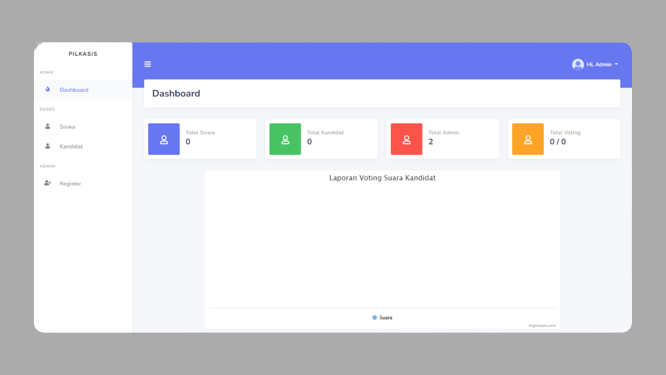 PILKASIS
HOME
Dashboard
PAGES
Siswa
Kandidat
ADMIN
Register
Hi, Admin
Dashboard
Total Siswa
0
Total Kandidat
0
Total Admin
2
Total Voting
0 / 0
Laporan Voting Suara Kandidat
Suara
Highcharts.com